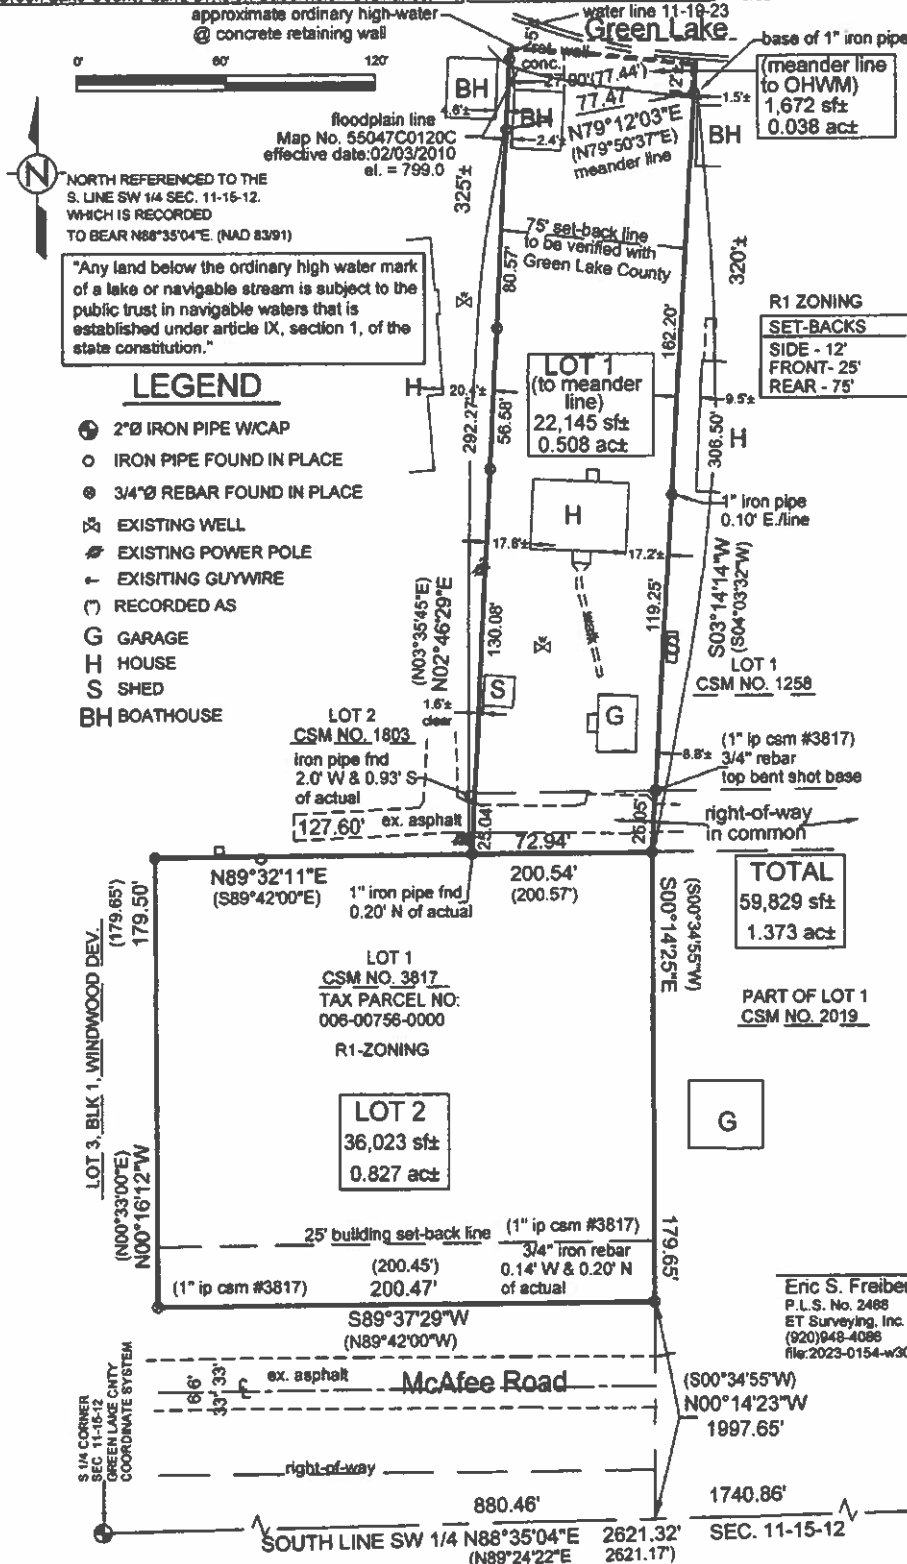 approximate ordinary high-water
@ concrete retaining wall
water line 11-19-23
Green Lake
base of 1" iron pipe
0' 60' 120'
conc.
27.90'(77.44')
77.47'
N79°12'03"E
(N79°50'37"E)
meander line
(meander line
to OHWM)
1,672 sf±
0.038 ac±
1.5'±
BH
BH
BH
4.6'±
2.4'
floodplain line
Map No. 55047C0120C
effective date:02/03/2010
el. = 799.0
N
NORTH REFERENCED TO THE
S. LINE SW 1/4 SEC. 11-15-12.
WHICH IS RECORDED
TO BEAR N88°35'04"E. (NAD 83/91)
325'±
80.57'
75' set-back line
to be verified with
Green Lake County
320'±
"Any land below the ordinary high water mark
of a lake or navigable stream is subject to the
public trust in navigable waters that is
established under article IX, section 1, of the
state constitution."
162.20'
R1 ZONING
SET-BACKS
SIDE - 12'
FRONT- 25'
REAR - 75'
LEGEND
2"Ø IRON PIPE W/CAP
IRON PIPE FOUND IN PLACE
3/4"Ø REBAR FOUND IN PLACE
EXISTING WELL
EXISTING POWER POLE
EXISITING GUYWIRE
(") RECORDED AS
G GARAGE
H HOUSE
S SHED
BH BOATHOUSE
H
20.4'±
292.27'
56.58'
LOT 1
(to meander
line)
22,145 sf±
0.508 ac±
9.5'±
H
306.50'
1" iron pipe
0.10' E./line
H
17.8'±
17.2'±
S03°14'14"W
(S04°03'32"W)
119.25'
walk
(N03°35'45"E)
N02°46'29"E
130.08'
LOT 1
CSM NO. 1258
S
1.6'±
clear
G
8.8'±
LOT 2
CSM NO. 1803
iron pipe fnd
2.0' W & 0.93' S
of actual
(1" ip csm #3817)
3/4" rebar
top bent shot base
127.60'
ex. asphalt
25.04'
72.94'
25.05'
right-of-way
in common
N89°32'11"E
(S89°42'00"E)
200.54'
(200.57')
1" iron pipe fnd
0.20' N of actual
TOTAL
59,829 sf±
1.373 ac±
(179.65')
179.50'
LOT 3, BLK 1, WINDWOOD DEV.
(N00°33'00"E)
N00°16'12"W
LOT 1
CSM NO. 3817
TAX PARCEL NO:
006-00756-0000
R1-ZONING
S00°14'25"E
(S00°34'55"W)
PART OF LOT 1
CSM NO. 2019
G
LOT 2
36,023 sf±
0.827 ac±
25' building set-back line
(1" ip csm #3817)
3/4" iron rebar
0.14' W & 0.20' N
of actual
179.65'
(1" ip csm #3817)
(200.45')
200.47'
S89°37'29"W
(N89°42'00"W)
Eric S. Freiber
P.L.S. No. 2488
ET Surveying, Inc.
(920)948-4086
file:2023-0154-w30
ex. asphalt
McAfee Road
66'
33' 33'
(S00°34'55"W)
N00°14'23"W
1997.65'
S 1/4 CORNER
SEC 11-15-12
GREEN LAKE CNTY
COORDINATE SYSTEM
right-of-way
880.46'
1740.86'
SOUTH LINE SW 1/4 N88°35'04"E 2621.32' SEC. 11-15-12
(N89°24'22"E 2621.17')